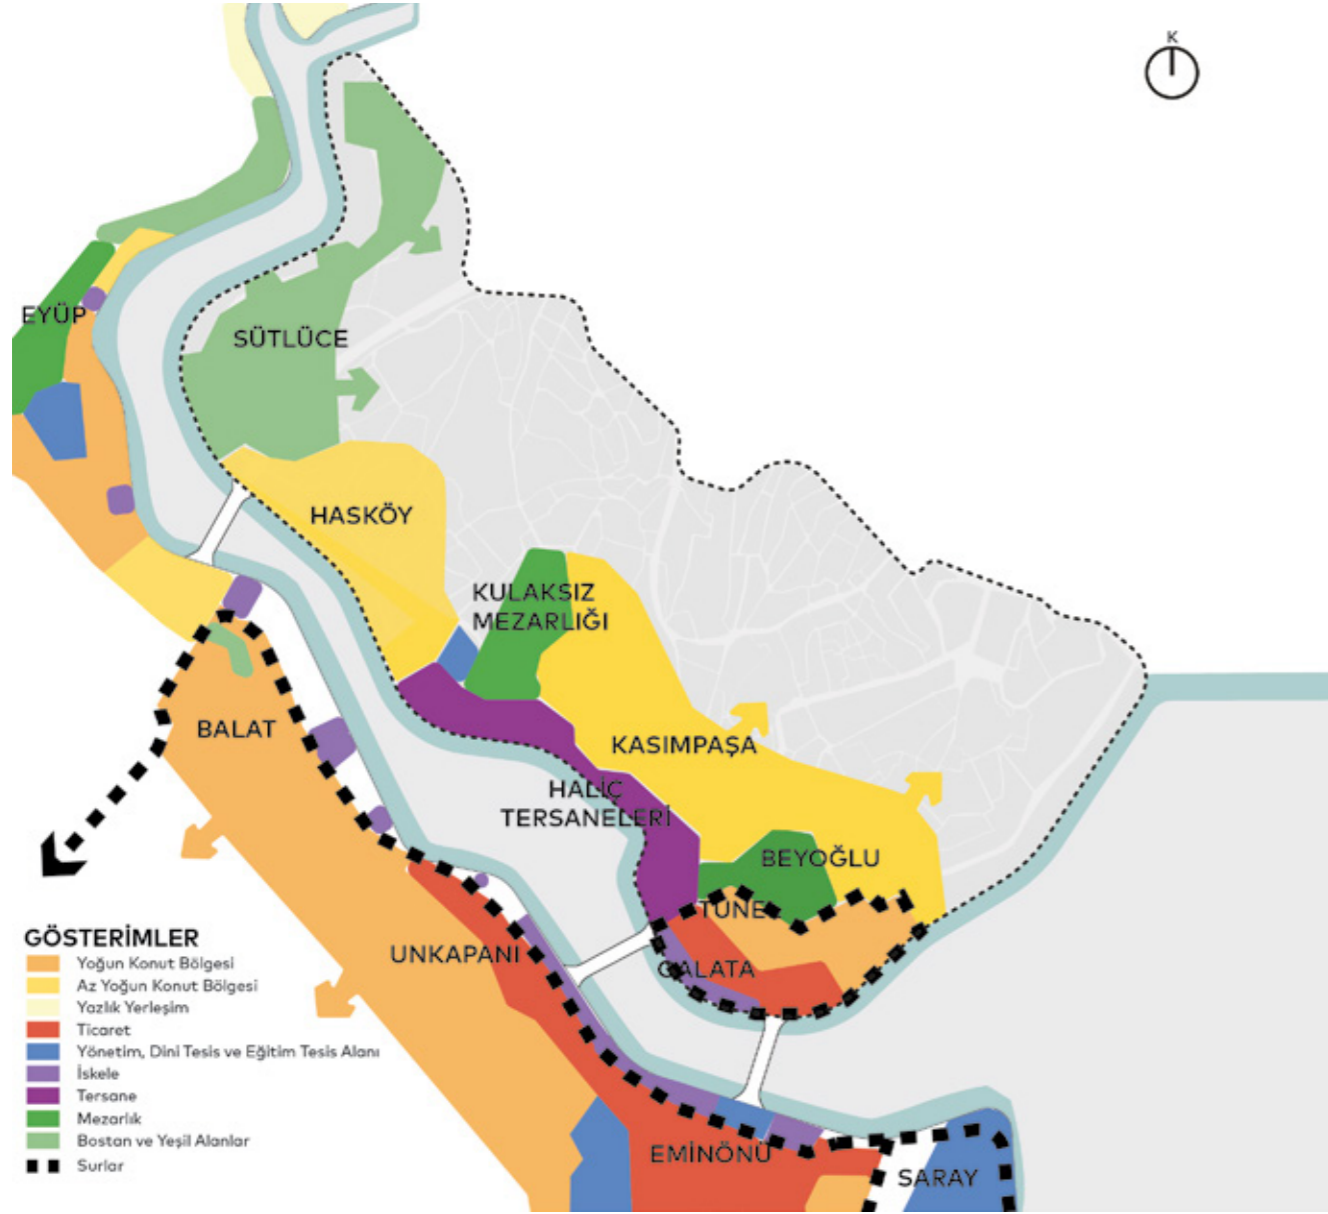 K
EYÜP
SÜTLÜCE
HASKÖY
KULAKSIZ
MEZARLIĞI
BALAT
KASIMPAŞA
HALİÇ
TERSANELERİ
BEYOĞLU
TÜNEL
UNKAPANI
GALATA
EMİNÖNÜ
SARAY
GÖSTERİMLER
Yoğun Konut Bölgesi
Az Yoğun Konut Bölgesi
Yazlık Yerleşim
Ticaret
Yönetim, Dini Tesis ve Eğitim Tesis Alanı
İskele
Tersane
Mezarlık
Bostan ve Yeşil Alanlar
Surlar